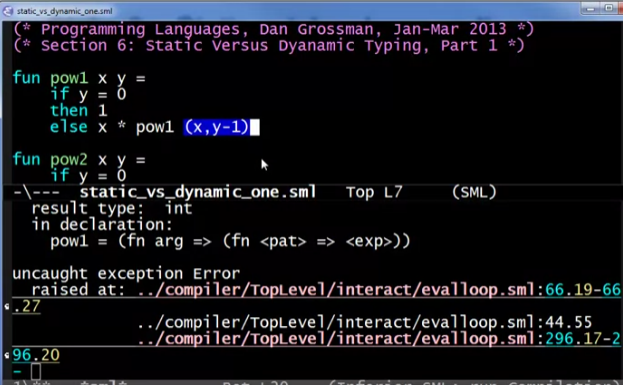 static_vs_dynamic_one.sml
(* Programming Languages, Dan Grossman, Jan-Mar 2013 *)
(* Section 6: Static Versus Dyanamic Typing, Part 1 *)
fun pow1 x y =
if y = 0
then 1
else x * pow1 (x,y-1)
fun pow2 x y =
if y = 0
-\--- static_vs_dynamic_one.sml Top L7 (SML)
result type: int
in declaration:
pow1 = (fn arg => (fn <pat> => <exp>))
uncaught exception Error
raised at: ../compiler/TopLevel/interact/evalloop.sml:66.19-66
.27
../compiler/TopLevel/interact/evalloop.sml:44.55
../compiler/TopLevel/interact/evalloop.sml:296.17-2
96.20
-